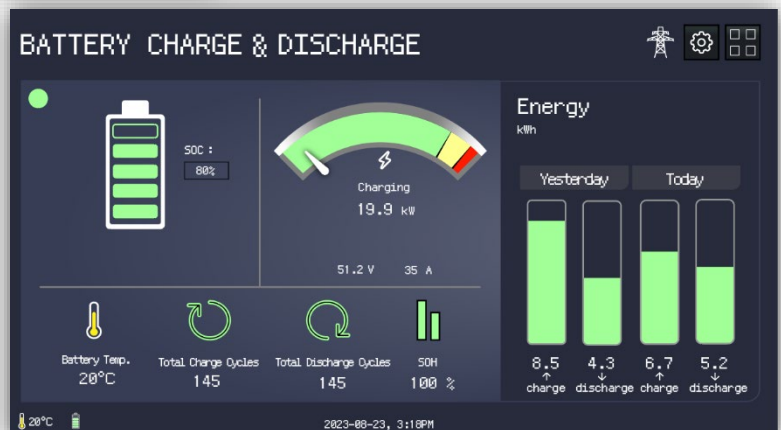 BATTERY CHARGE & DISCHARGE
SOC :
80%
Charging
19.9 kW
51.2 V 35 A
Battery Temp.
20°C
Total Charge Cycles
145
Total Discharge Cycles
145
SOH
100 %
Energy
kWh
Yesterday Today
8.5 4.3 6.7 5.2
↑ ↓ ↑ ↓
charge discharge charge discharge
20°C 2023-08-23, 3:18PM